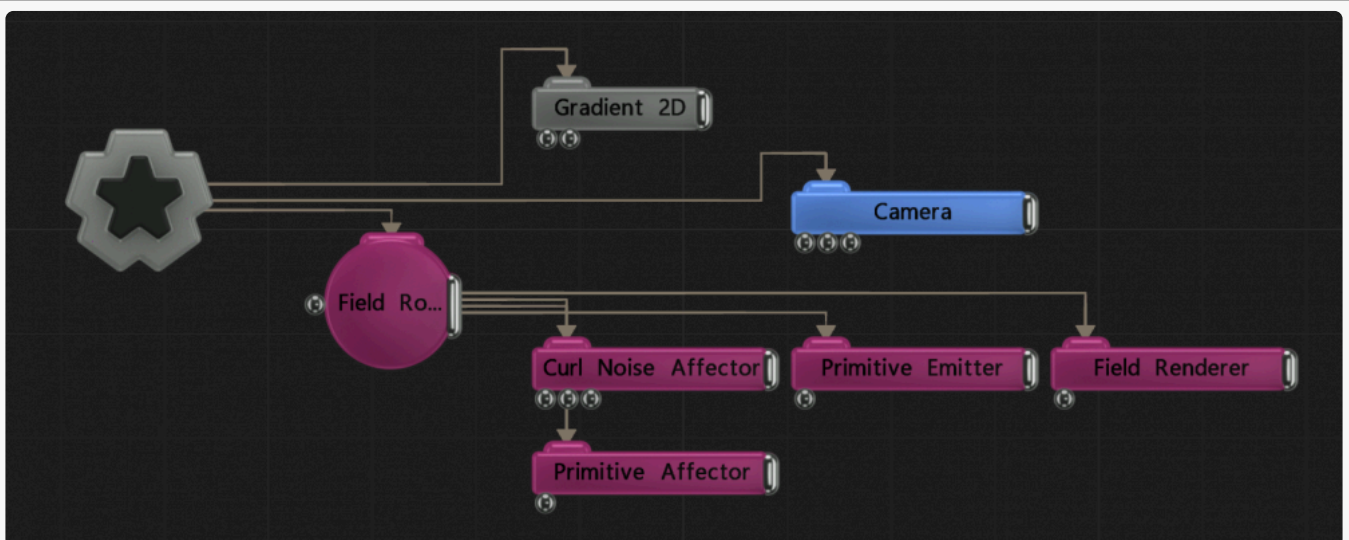 Gradient 2D
Camera
Field Ro...
Curl Noise Affector
Primitive Emitter
Field Renderer
Primitive Affector